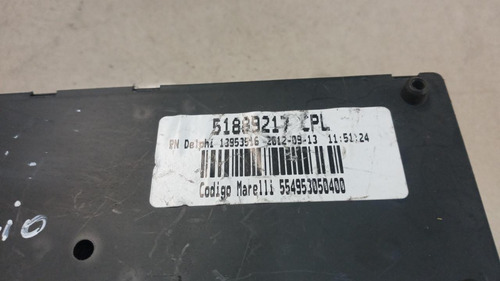 51889217 CPL
PN Delphi 13953916 2012-09-13 11:51:24
Codigo Marelli 554953050400